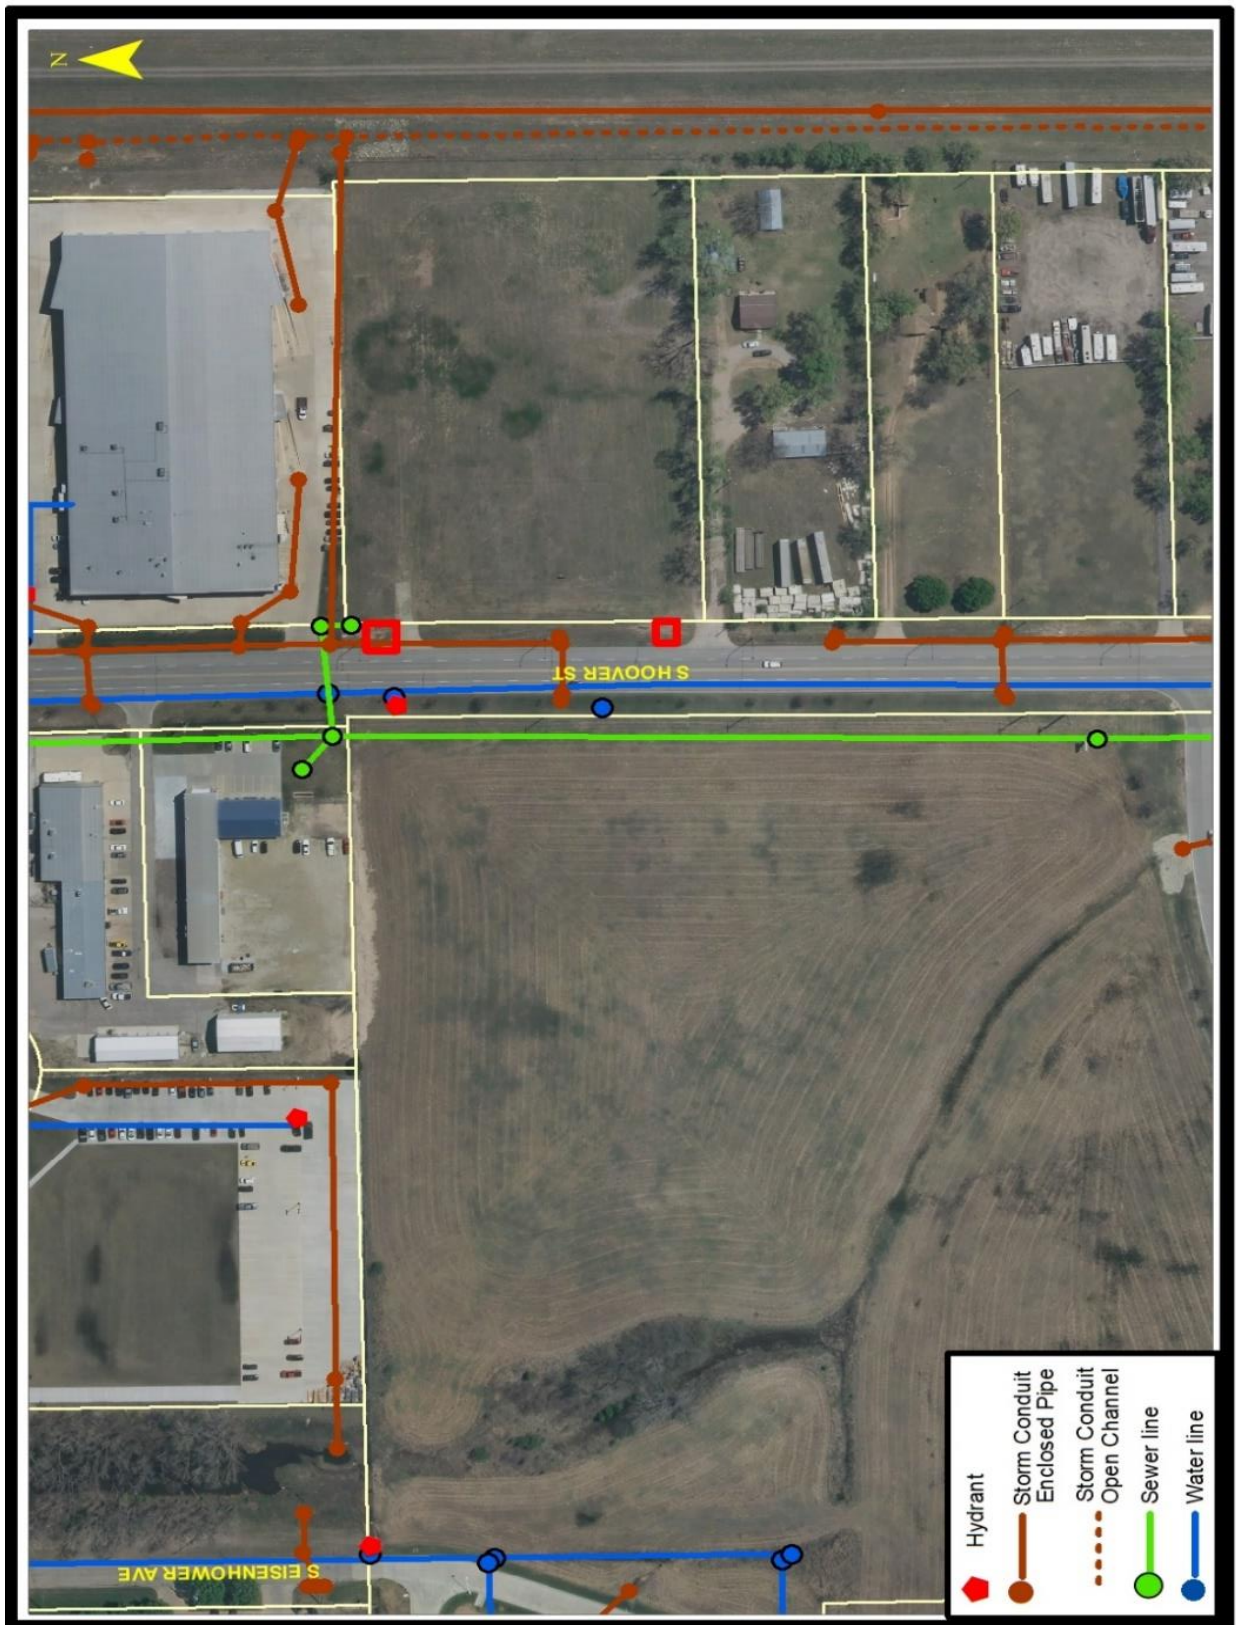 N
S HOOVER ST
S EISENHOWER AVE
Hydrant
Storm Conduit
Enclosed Pipe
Storm Conduit
Open Channel
Sewer line
Water line